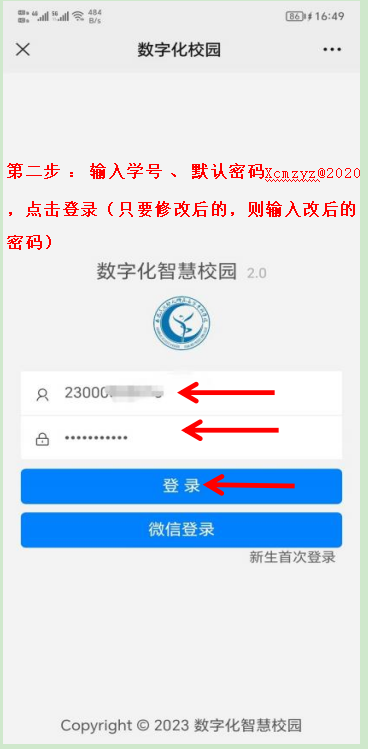 484
B/s
86 16:49
数字化校园
第二步 ： 输入学号 、 默认密码Xcmzyz@2020
，点击登录（只要修改后的，则输入改后的
密码）
数字化智慧校园 2.0
23000
•••••••••••
登 录
微信登录
新生首次登录
Copyright © 2023 数字化智慧校园